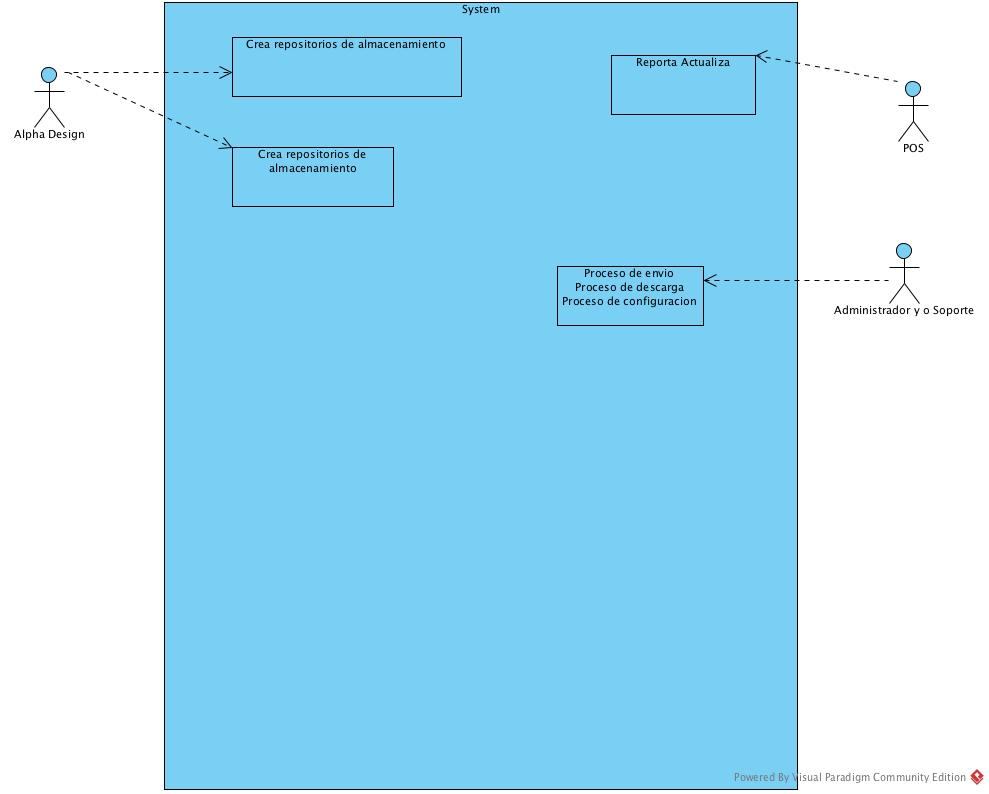 System
Crea repositorios de almacenamiento
Reporta Actualiza
Alpha Design
POS
Crea repositorios de
almacenamiento
Proceso de envio
Proceso de descarga
Proceso de configuracion
Administrador y o Soporte
Powered By Visual Paradigm Community Edition